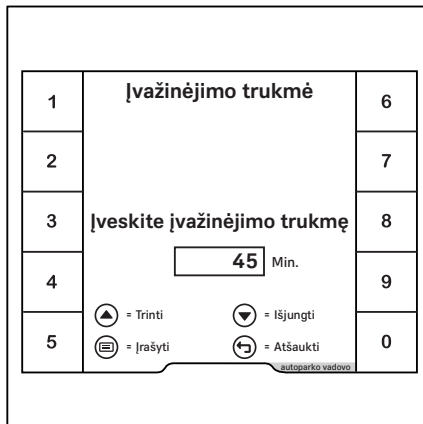 Įvažinėjimo trukmė
1
6
2
7
3
Įveskite įvažinėjimo trukmę
8
45 Min.
4
9
= Trinti
= Išjungti
5
= Įrašyti
= Atšaukti
0
autoparko vadovo